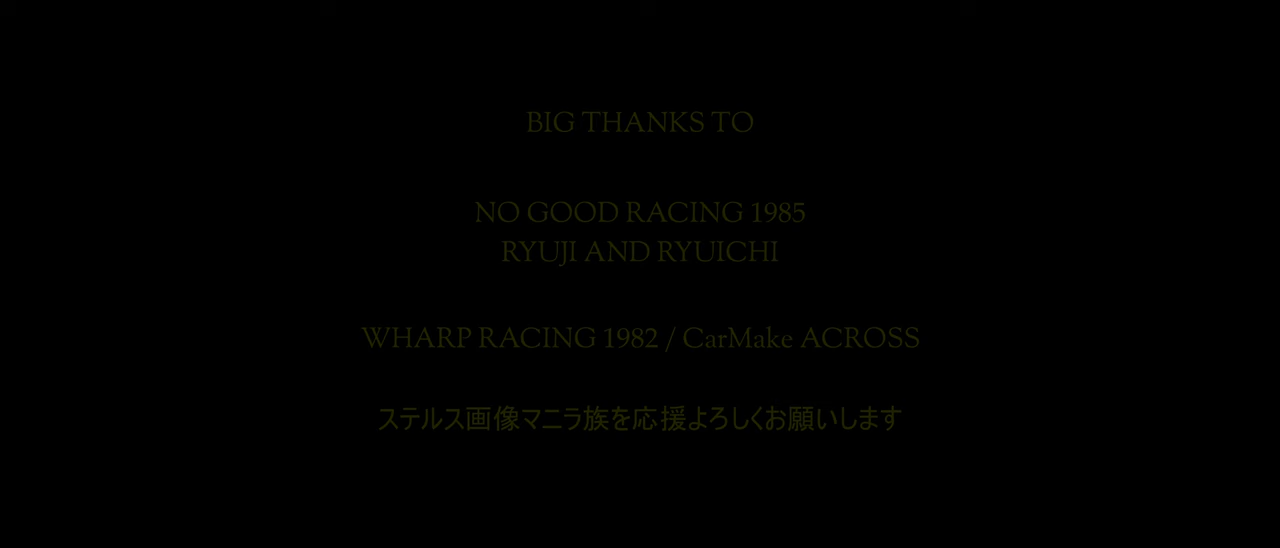 BIG THANKS TO
NO GOOD RACING 1985
RYUJI AND RYUICHI
WHARP RACING 1982 / CarMake ACROSS
ステルス画像マニラ族を応援よろしくお願いします